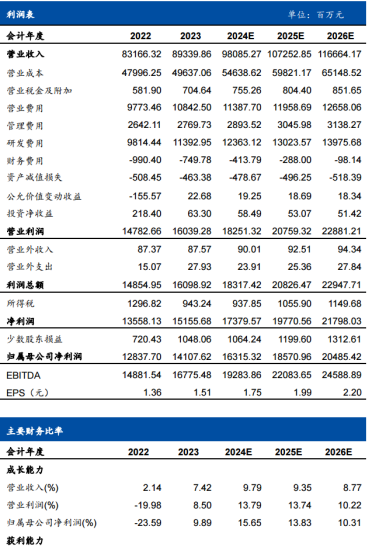 利润表 单位：百万元
会计年度 2022 2023 2024E 2025E 2026E
营业收入 83166.32 89339.86 98085.27 107252.85 116664.17
营业成本 47996.25 49637.06 54638.62 59821.17 65148.52
营业税金及附加 581.90 704.64 755.26 804.40 851.65
营业费用 9773.46 10842.50 11387.70 11958.69 12658.06
管理费用 2642.11 2769.73 2893.52 3045.98 3138.27
研发费用 9814.44 11392.95 12363.12 13023.57 13975.68
财务费用 -990.40 -749.78 -413.79 -288.00 -98.14
资产减值损失 -508.45 -463.38 -478.67 -496.25 -518.39
公允价值变动收益 -155.57 22.68 19.25 18.69 18.34
投资净收益 218.40 63.30 58.49 53.07 51.42
营业利润 14782.66 16039.28 18251.32 20759.32 22881.21
营业外收入 87.37 87.57 90.01 92.51 94.34
营业外支出 15.07 27.93 23.91 25.36 27.84
利润总额 14854.95 16098.92 18317.42 20826.47 22947.71
所得税 1296.82 943.24 937.85 1055.90 1149.68
净利润 13558.13 15155.68 17379.57 19770.56 21798.03
少数股东损益 720.43 1048.06 1064.24 1199.60 1312.61
归属母公司净利润 12837.70 14107.62 16315.32 18570.96 20485.42
EBITDA 14881.54 16775.48 19283.86 22083.65 24588.89
EPS（元） 1.36 1.51 1.75 1.99 2.20
主要财务比率
会计年度 2022 2023 2024E 2025E 2026E
成长能力
营业收入(%) 2.14 7.42 9.79 9.35 8.77
营业利润(%) -19.98 8.50 13.79 13.74 10.22
归属母公司净利润(%) -23.59 9.89 15.65 13.83 10.31
获利能力